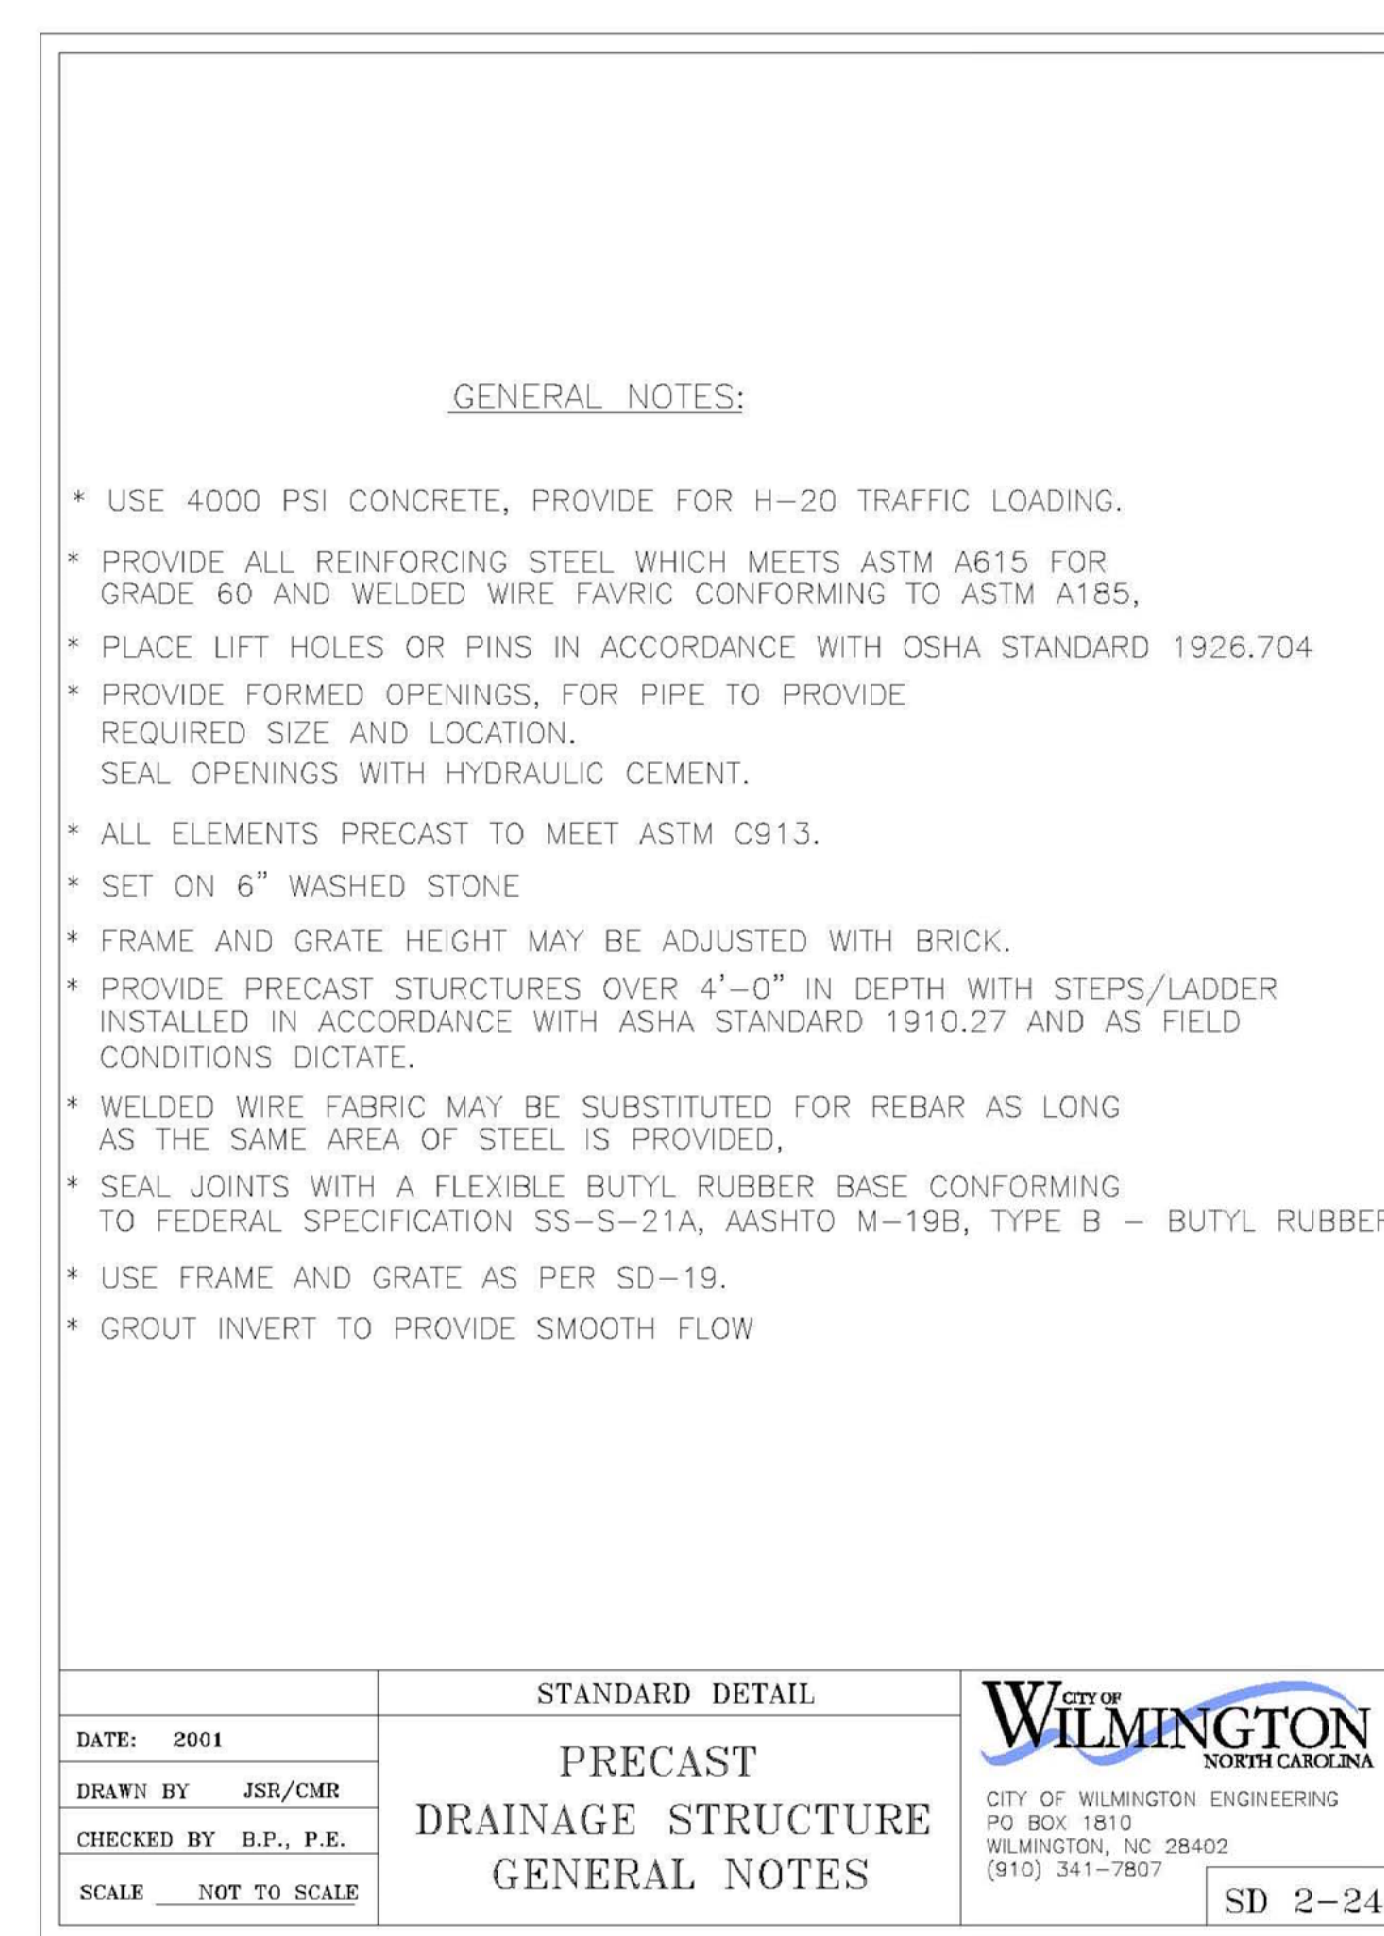 GENERAL NOTES:
* USE 4000 PSI CONCRETE, PROVIDE FOR H-20 TRAFFIC LOADING.
* PROVIDE ALL REINFORCING STEEL WHICH MEETS ASTM A615 FOR
GRADE 60 AND WELDED WIRE FAVRIC CONFORMING TO ASTM A185,
* PLACE LIFT HOLES OR PINS IN ACCORDANCE WITH OSHA STANDARD 1926.704
* PROVIDE FORMED OPENINGS, FOR PIPE TO PROVIDE
REQUIRED SIZE AND LOCATION.
SEAL OPENINGS WITH HYDRAULIC CEMENT.
* ALL ELEMENTS PRECAST TO MEET ASTM C913.
* SET ON 6" WASHED STONE
* FRAME AND GRATE HEIGHT MAY BE ADJUSTED WITH BRICK.
* PROVIDE PRECAST STURCTURES OVER 4'-0" IN DEPTH WITH STEPS/LADDER
INSTALLED IN ACCORDANCE WITH ASHA STANDARD 1910.27 AND AS FIELD
CONDITIONS DICTATE.
* WELDED WIRE FABRIC MAY BE SUBSTITUTED FOR REBAR AS LONG
AS THE SAME AREA OF STEEL IS PROVIDED,
* SEAL JOINTS WITH A FLEXIBLE BUTYL RUBBER BASE CONFORMING
TO FEDERAL SPECIFICATION SS-S-21A, AASHTO M-19B, TYPE B - BUTYL RUBBER
* USE FRAME AND GRATE AS PER SD-19.
* GROUT INVERT TO PROVIDE SMOOTH FLOW
DATE: 2001
DRAWN BY JSR/CMR
CHECKED BY B.P., P.E.
SCALE NOT TO SCALE
STANDARD DETAIL
PRECAST
DRAINAGE STRUCTURE
GENERAL NOTES
CITY OF
WILMINGTON
NORTH CAROLINA
CITY OF WILMINGTON ENGINEERING
PO BOX 1810
WILMINGTON, NC 28402
(910) 341-7807
SD 2-24